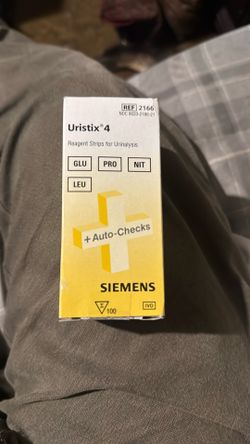 REF 2166
Uristix®4
Reagent Strips for Urinalysis
GLU PRO NIT
LEU
+Auto-Checks
SIEMENS
Σ 100
IVD